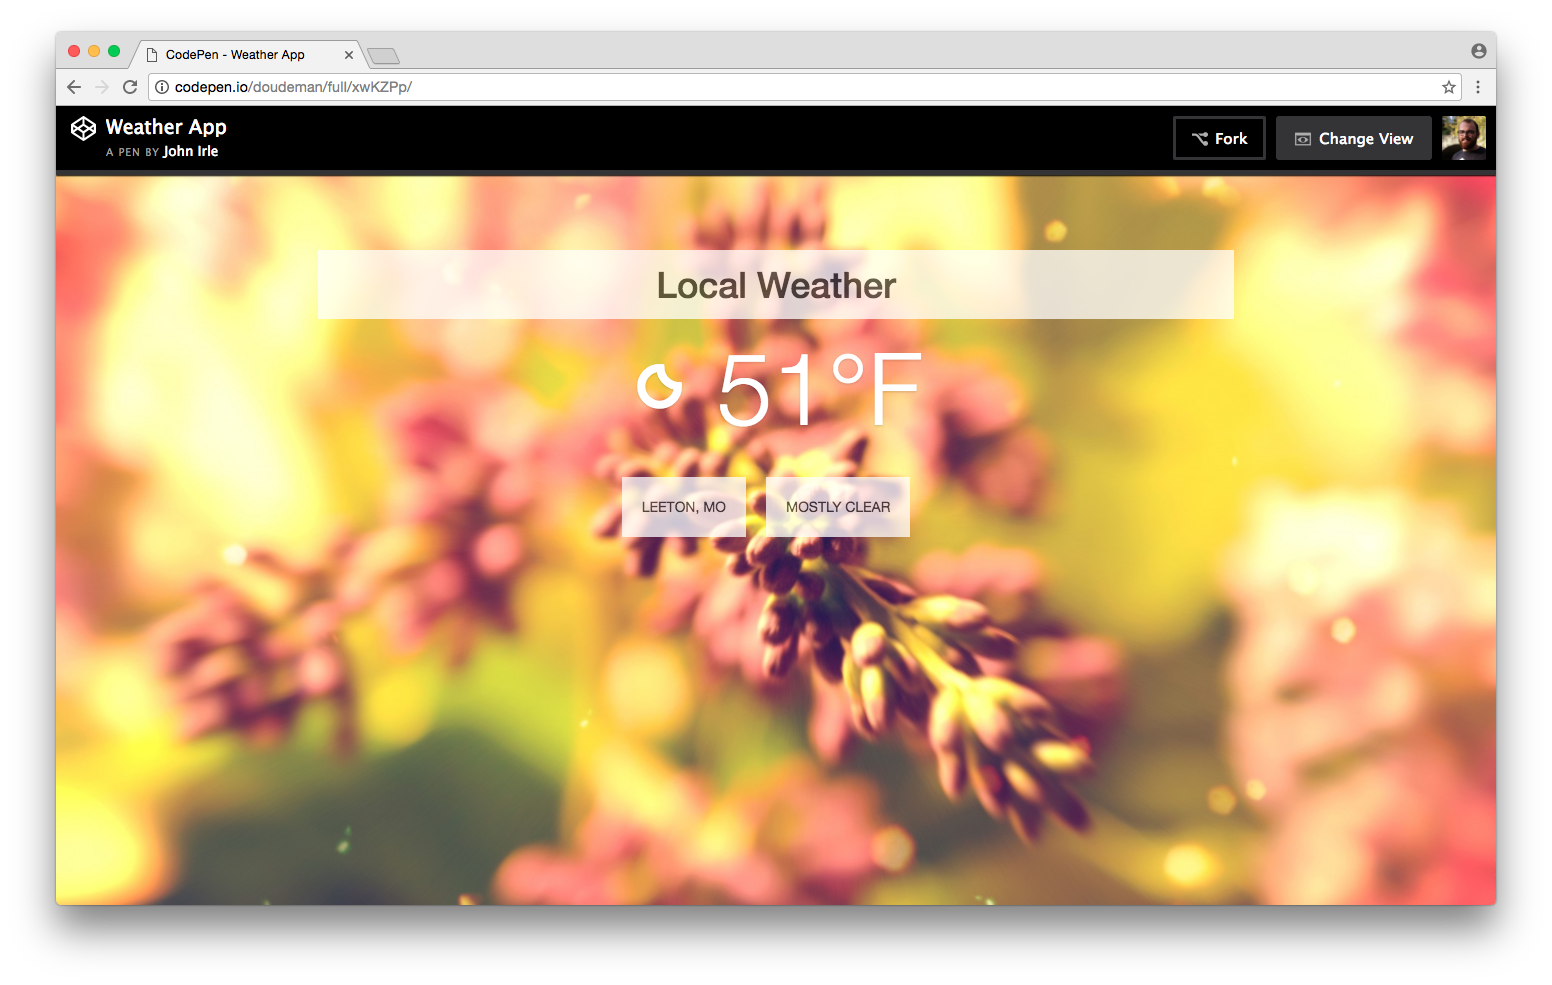 CodePen - Weather App
codepen.io/doudeman/full/xwKZPp/
Weather App
A PEN BY John Irle
Fork
Change View
Local Weather
51°F
LEETON, MO
MOSTLY CLEAR